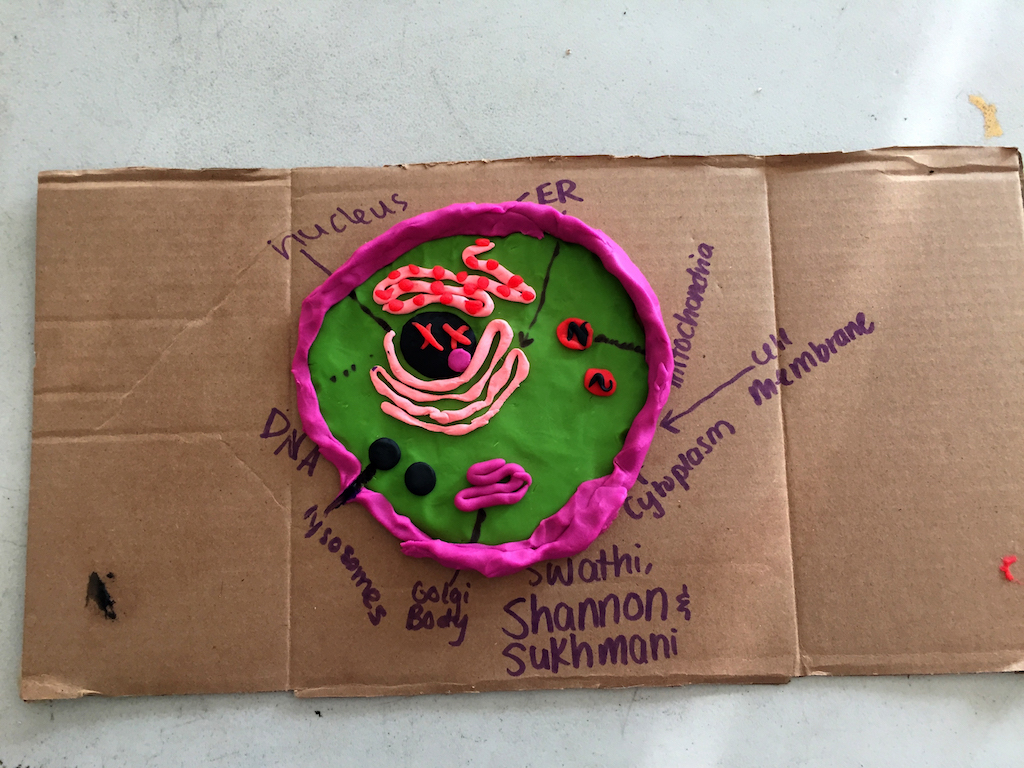 nucleus
ER
mitochondria
cell
membrane
DNA
cytoplasm
lysosomes
Golgi
Body
Swathi,
Shannon &
Sukhmani